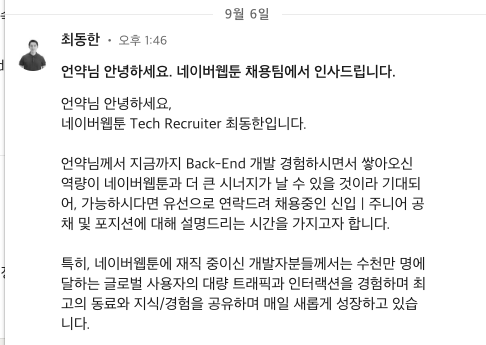 9월 6일
최동한 • 오후 1:46
언약님 안녕하세요. 네이버웹툰 채용팀에서 인사드립니다.
언약님 안녕하세요,
네이버웹툰 Tech Recruiter 최동한입니다.
언약님께서 지금까지 Back-End 개발 경험하시면서 쌓아오신
역량이 네이버웹툰과 더 큰 시너지가 날 수 있을 것이라 기대되
어, 가능하시다면 유선으로 연락드려 채용중인 신입 | 주니어 공
채 및 포지션에 대해 설명드리는 시간을 가지고자 합니다.
특히, 네이버웹툰에 재직 중이신 개발자분들께서는 수천만 명에
달하는 글로벌 사용자의 대량 트래픽과 인터랙션을 경험하며 최
고의 동료와 지식/경험을 공유하며 매일 새롭게 성장하고 있습
니다.